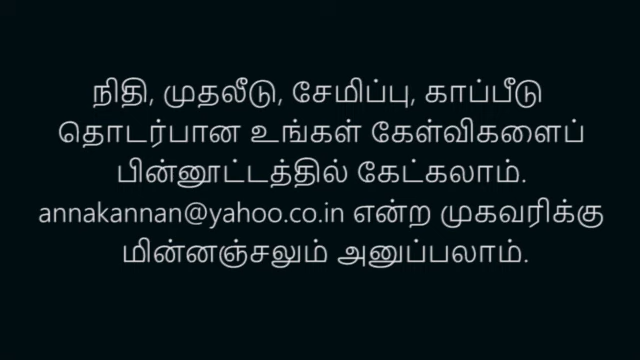 நிதி, முதலீடு, சேமிப்பு, காப்பீடு
தொடர்பான உங்கள் கேள்விகளைப்
பின்னூட்டத்தில் கேட்கலாம்.
annakannan@yahoo.co.in என்ற முகவரிக்கு
மின்னஞ்சலும் அனுப்பலாம்.